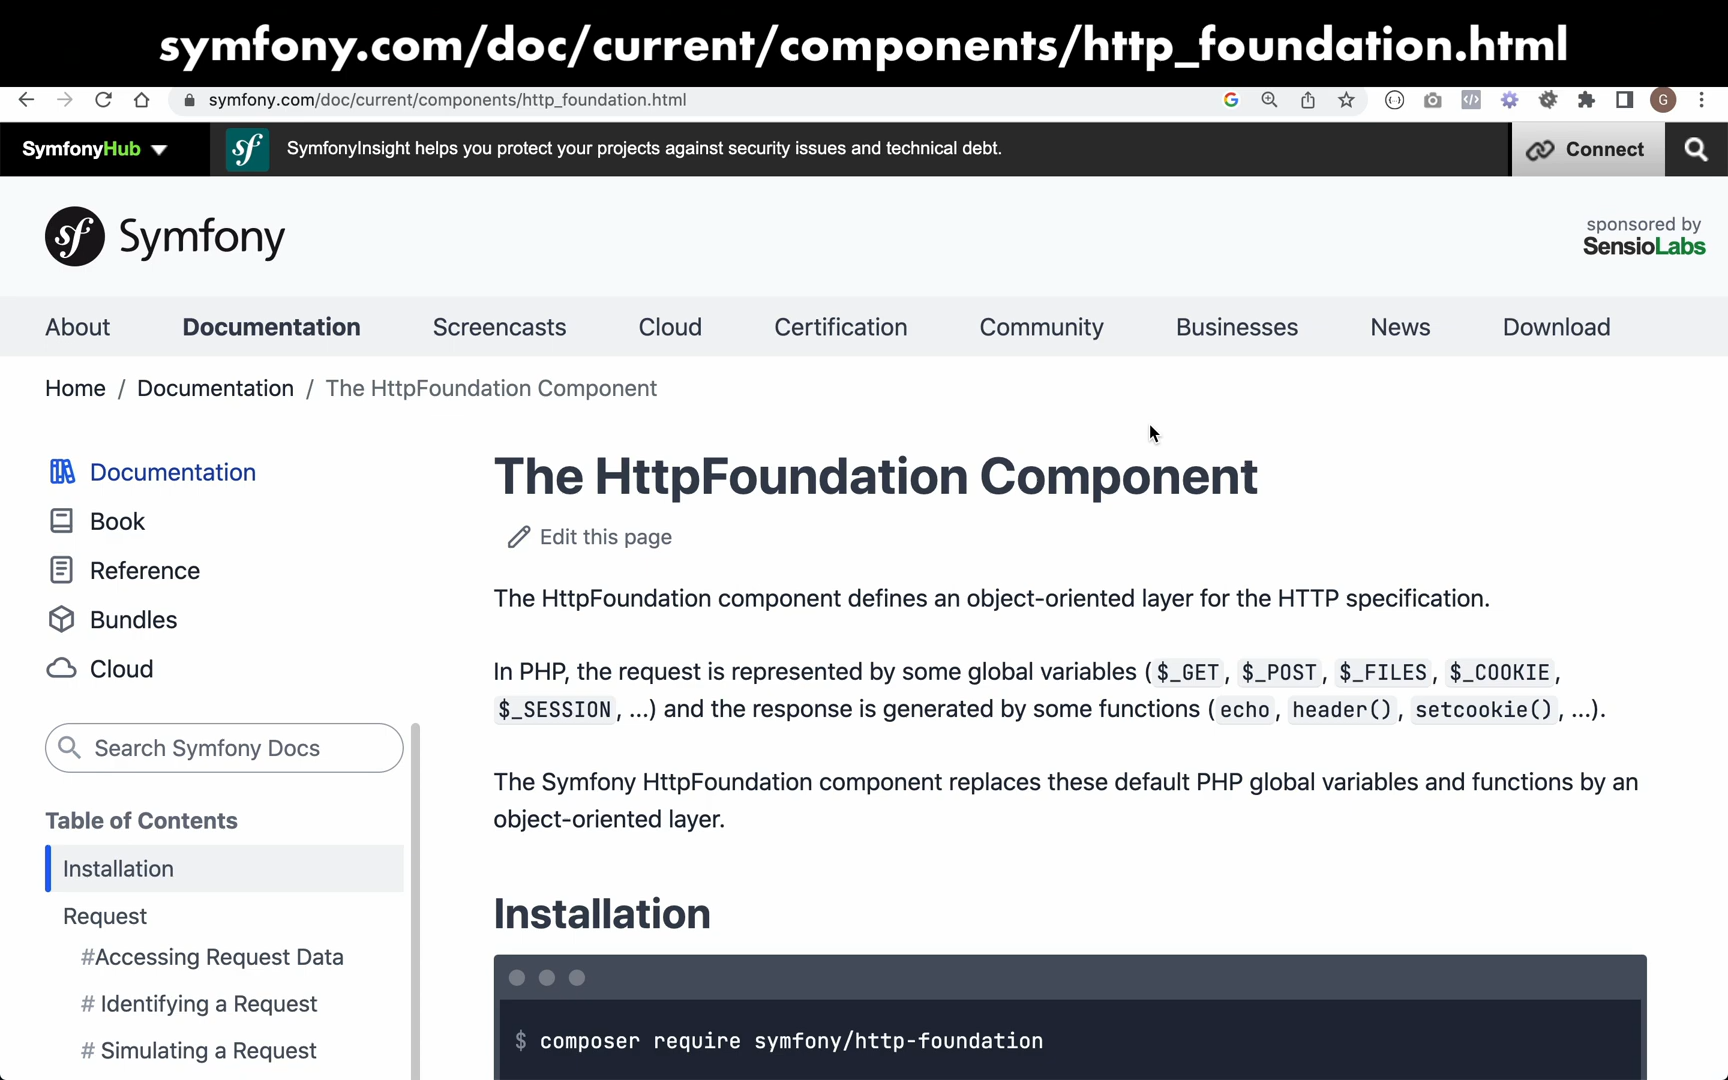 symfony.com/doc/current/components/http_foundation.html
symfony.com/doc/current/components/http_foundation.html
G
SymfonyHub
sf
SymfonyInsight helps you protect your projects against security issues and technical debt.
Connect
sf Symfony
sponsored by
SensioLabs
About Documentation Screencasts Cloud Certification Community Businesses News Download
Home / Documentation / The HttpFoundation Component
Documentation
Book
Reference
Bundles
Cloud
Search Symfony Docs
Table of Contents
Installation
Request
#Accessing Request Data
# Identifying a Request
# Simulating a Request
The HttpFoundation Component
Edit this page
The HttpFoundation component defines an object-oriented layer for the HTTP specification.
In PHP, the request is represented by some global variables ($_GET, $_POST, $_FILES, $_COOKIE,
$_SESSION, ...) and the response is generated by some functions (echo, header(), setcookie(), ...).
The Symfony HttpFoundation component replaces these default PHP global variables and functions by an
object-oriented layer.
Installation
$ composer require symfony/http-foundation